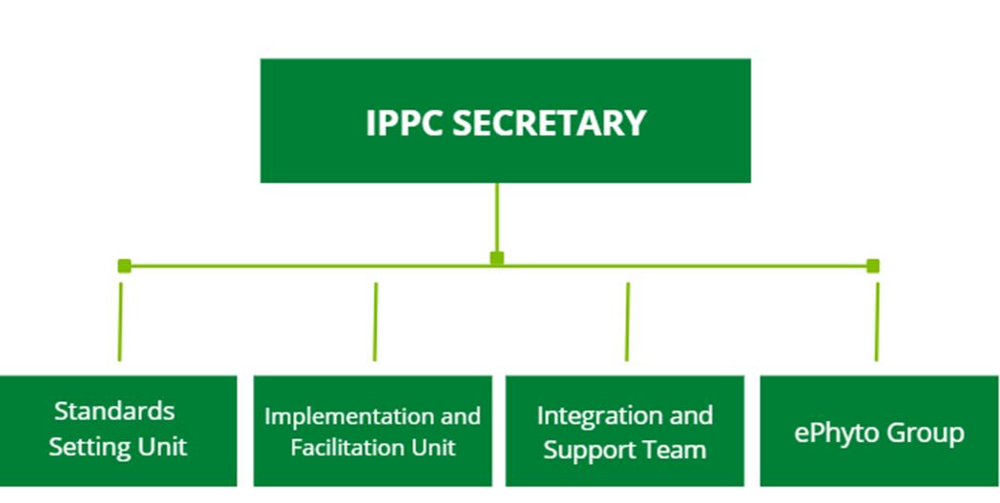 IPPC SECRETARY
Standards
Setting Unit
Implementation and
Facilitation Unit
Integration and
Support Team
ePhyto Group